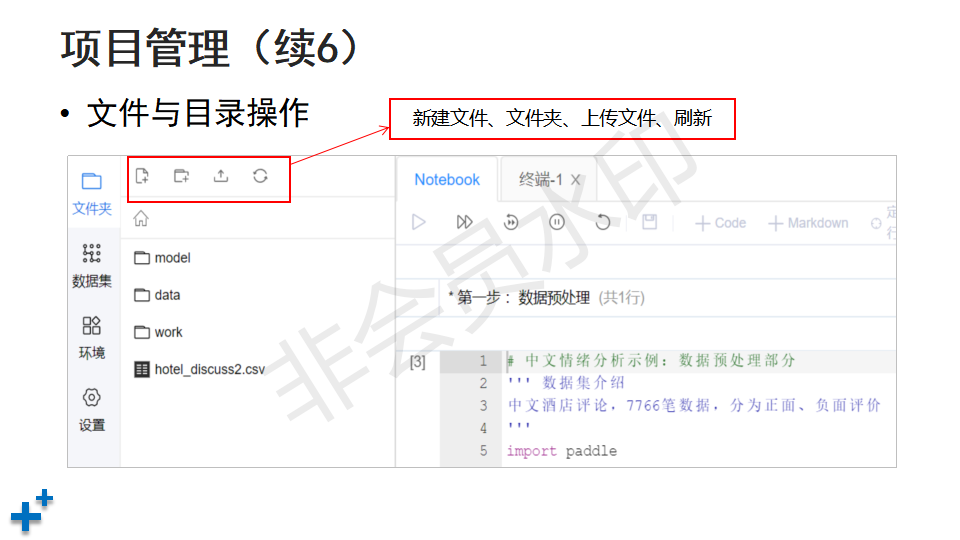 项目管理（续6）
• 文件与目录操作
新建文件、文件夹、上传文件、刷新
文件夹
数据集
环境
设置
model
data
work
hotel_discuss2.csv
Notebook 终端-1 X
+ Code + Markdown 定
行
* 第一步： 数据预处理 (共1行)
[3]
1 # 中文情绪分析示例：数据预处理部分
2 ''' 数据集介绍
3 中文酒店评论，7766笔数据，分为正面、负面评价
4 '''
5 import paddle
非会员水印